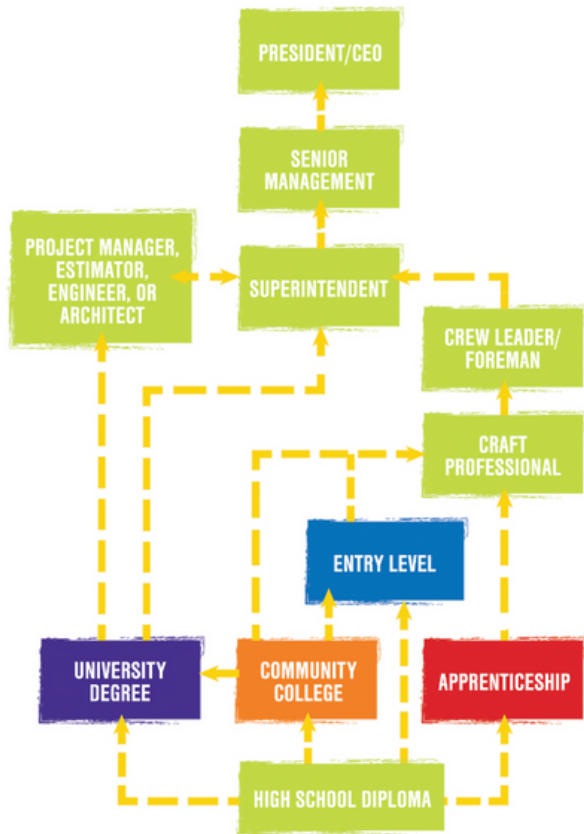 PRESIDENT/CEO
SENIOR
MANAGEMENT
PROJECT MANAGER,
ESTIMATOR,
ENGINEER, OR
ARCHITECT
SUPERINTENDENT
CREW LEADER/
FOREMAN
CRAFT
PROFESSIONAL
ENTRY LEVEL
UNIVERSITY
DEGREE
COMMUNITY
COLLEGE
APPRENTICESHIP
HIGH SCHOOL DIPLOMA